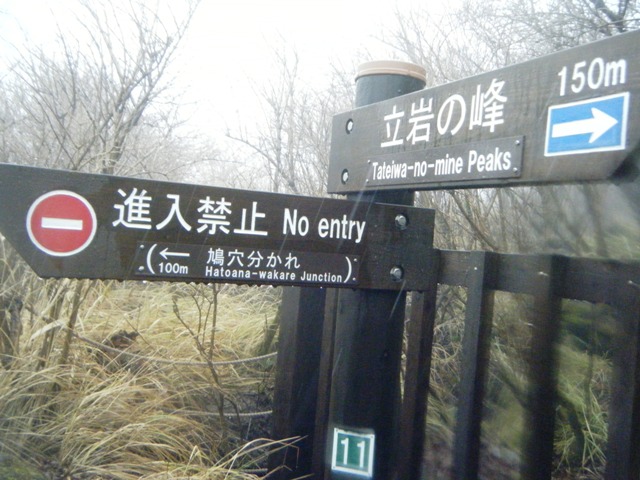 立岩の峰 150m
Tateiwa-no-mine Peaks
進入禁止 No entry
(← 鳩穴分かれ
100m Hatoana-wakare Junction)
11